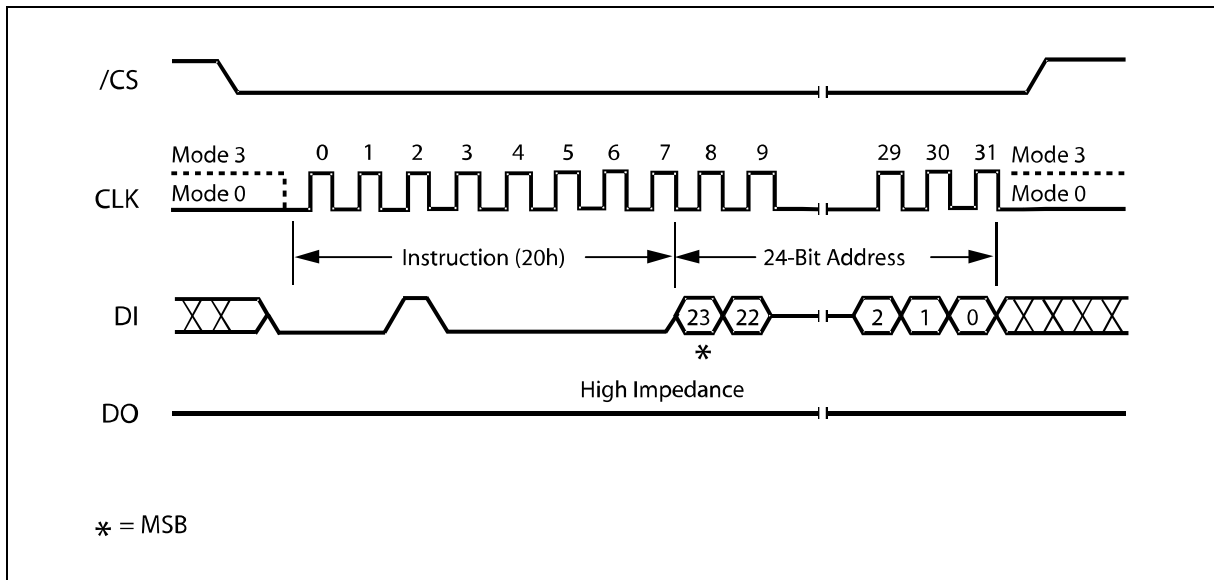 /CS
Mode 3 0 1 2 3 4 5 6 7 8 9 29 30 31 Mode 3
CLK Mode 0 Mode 0
Instruction (20h) 24-Bit Address
DI 23 22 2 1 0
*
High Impedance
DO
* = MSB